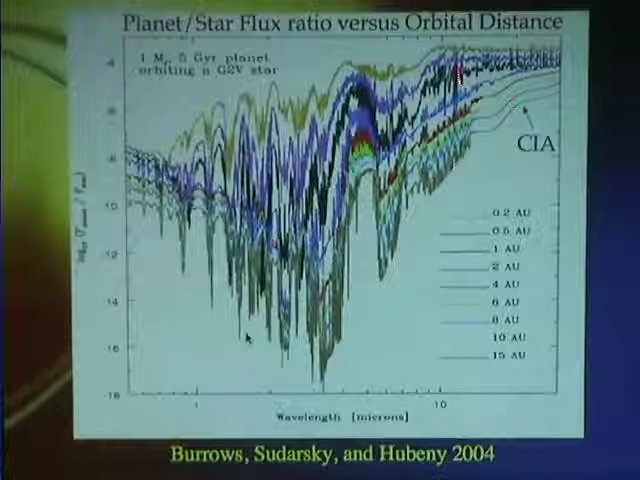 Planet/Star Flux ratio versus Orbital Distance
1 MJ, 5 Gyr planet
orbiting a G2V star
CIA
-4
-6
-8
-10
-12
-14
-16
-18
0.2 AU
0.5 AU
1 AU
2 AU
4 AU
6 AU
8 AU
10 AU
15 AU
1
10
Wavelength [microns]
Burrows, Sudarsky, and Hubeny 2004